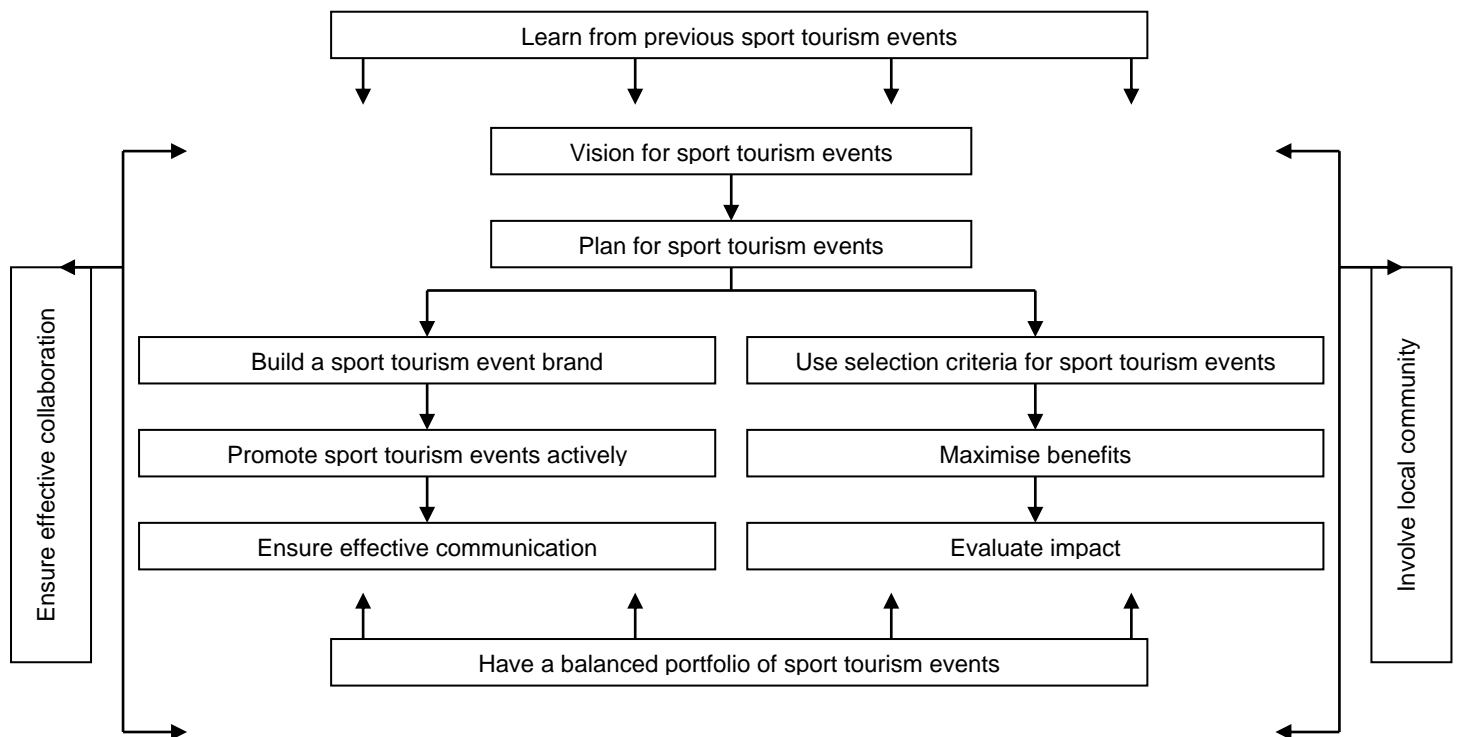 Learn from previous sport tourism events
Vision for sport tourism events
Plan for sport tourism events
Ensure effective collaboration
Build a sport tourism event brand
Use selection criteria for sport tourism events
Involve local community
Promote sport tourism events actively
Maximise benefits
Ensure effective communication
Evaluate impact
Have a balanced portfolio of sport tourism events